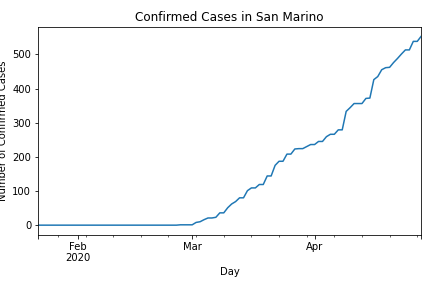 Confirmed Cases in San Marino
Number of Confirmed Cases
500
400
300
200
100
0
Feb
2020
Mar
Apr
Day